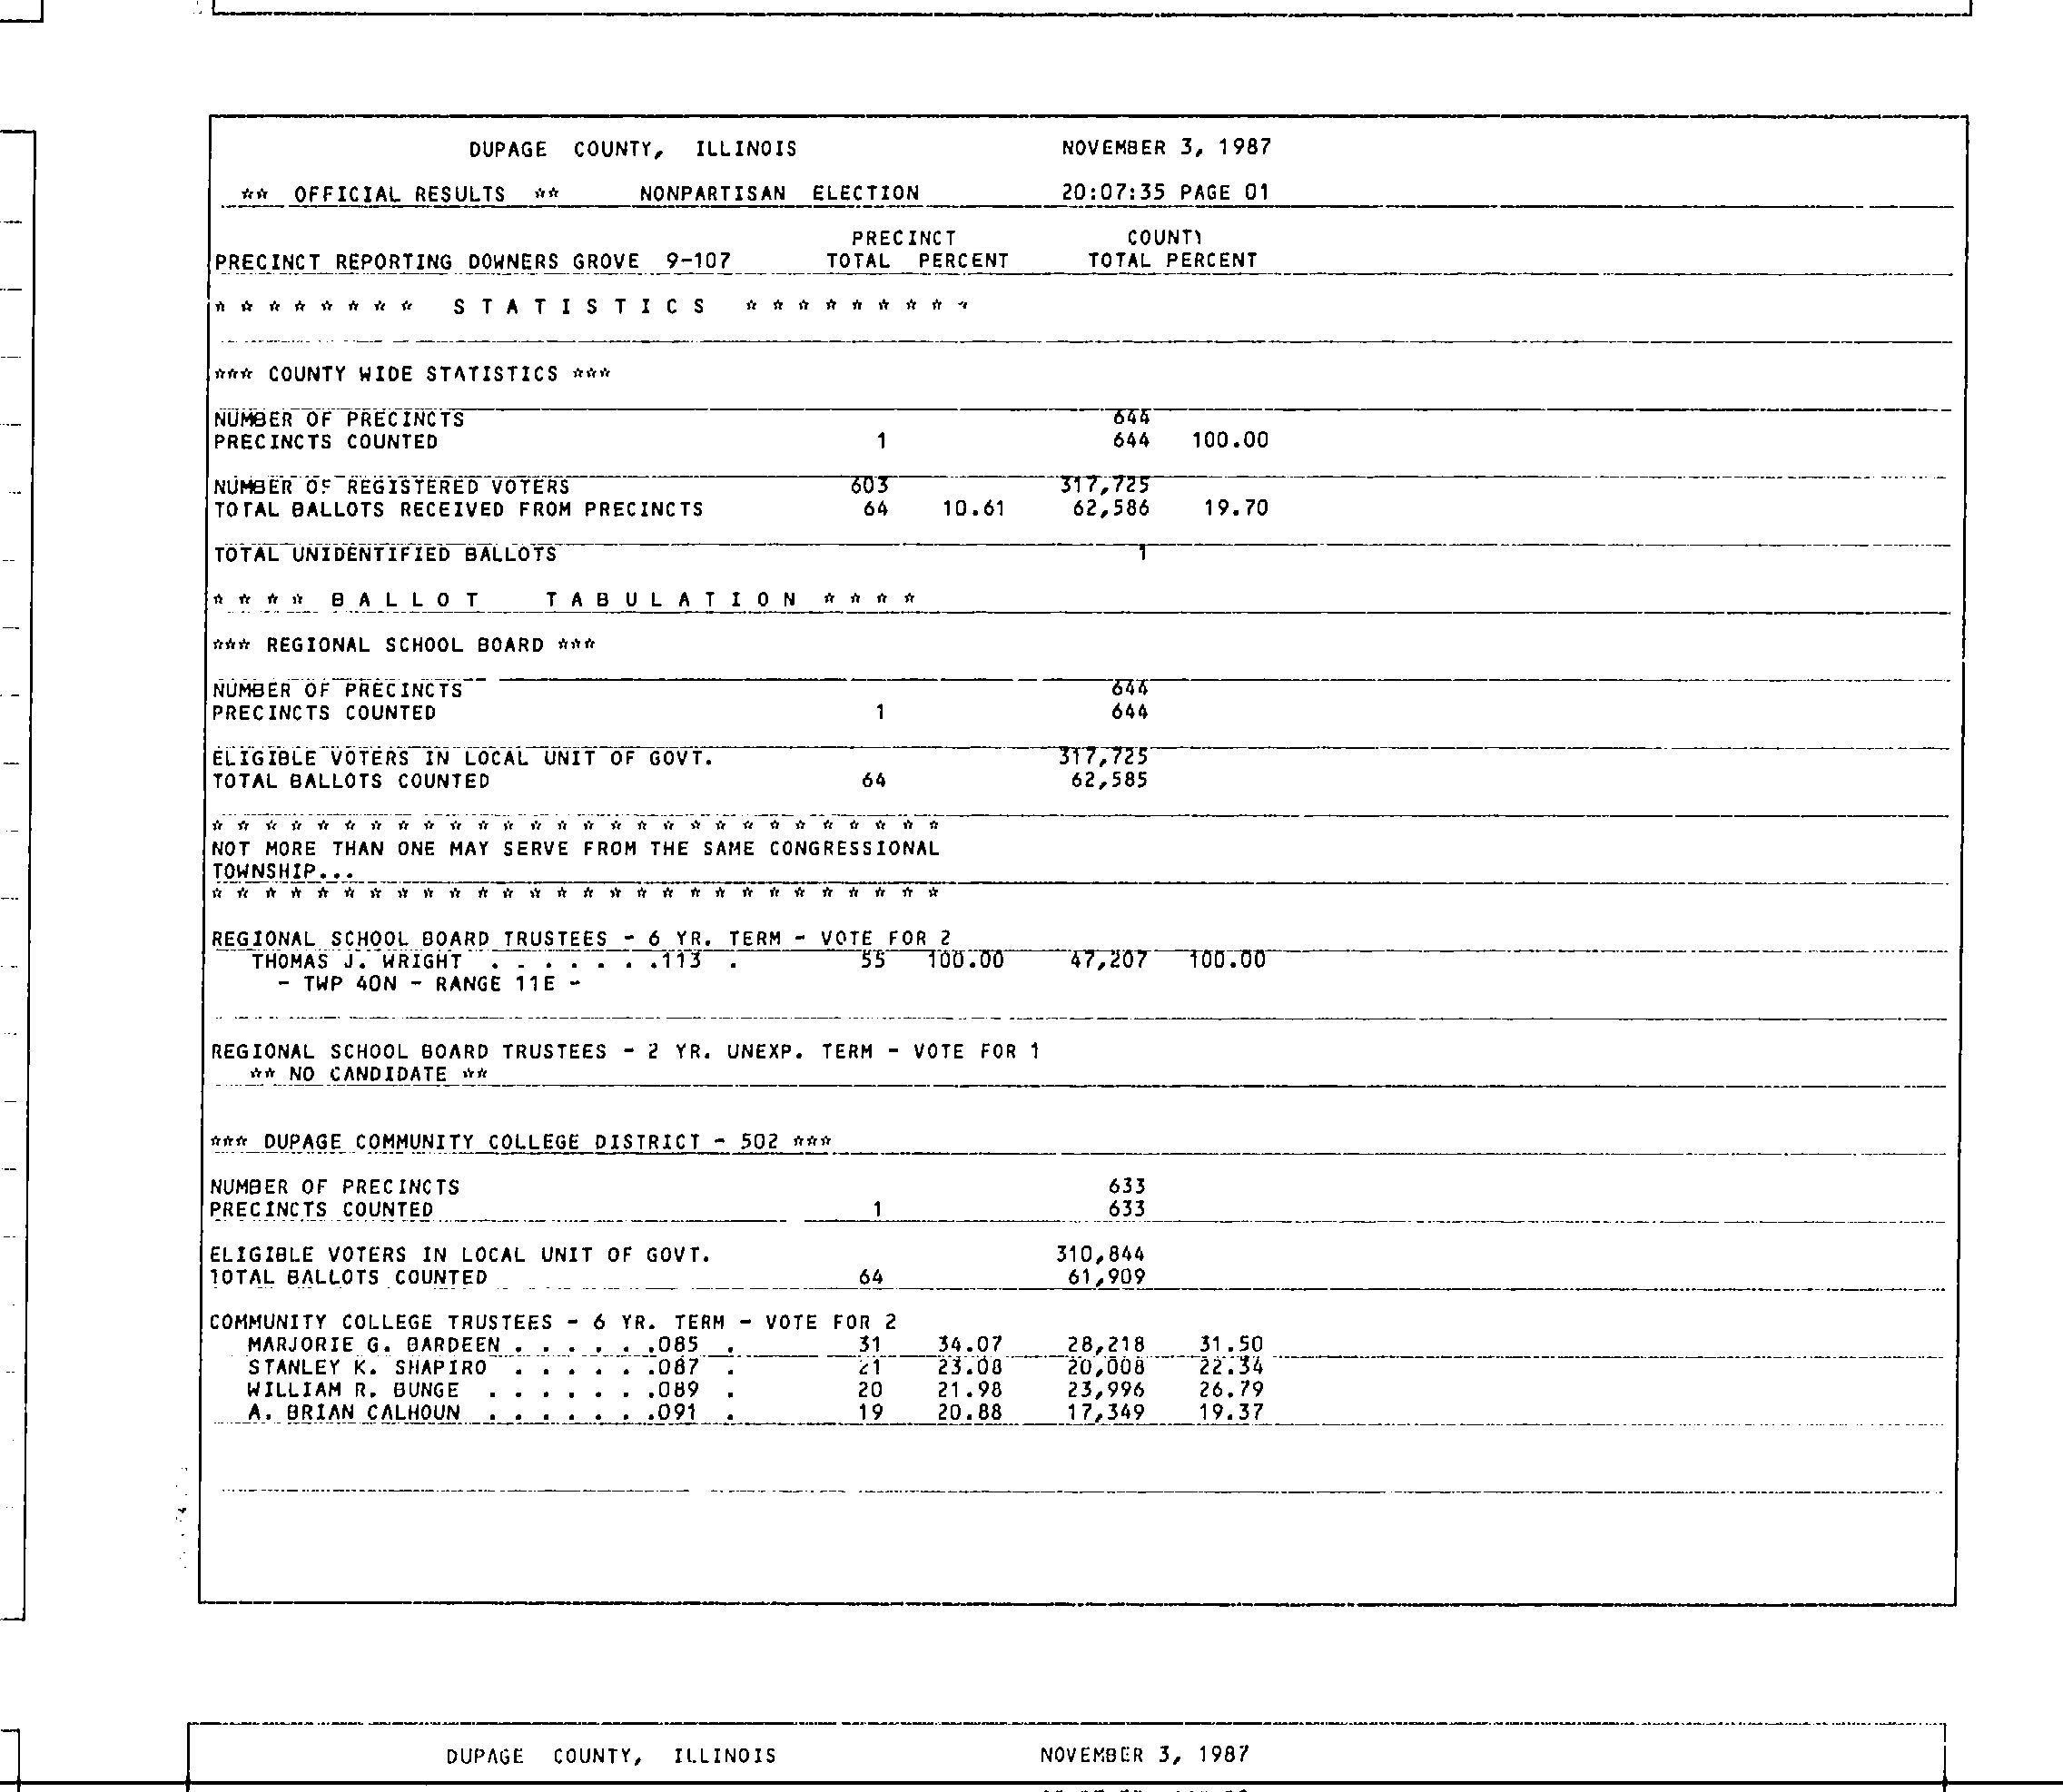 DUPAGE COUNTY, ILLINOIS NOVEMBER 3, 1987
** OFFICIAL RESULTS ** NONPARTISAN ELECTION 20:07:35 PAGE 01
PRECINCT COUNTY
PRECINCT REPORTING DOWNERS GROVE 9-107 TOTAL PERCENT TOTAL PERCENT
* * * * * * * * S T A T I S T I C S * * * * * * * * *
*** COUNTY WIDE STATISTICS ***
NUMBER OF PRECINCTS 644
PRECINCTS COUNTED 1 644 100.00
NUMBER OF REGISTERED VOTERS 603 317,725
TOTAL BALLOTS RECEIVED FROM PRECINCTS 64 10.61 62,586 19.70
TOTAL UNIDENTIFIED BALLOTS 1
* * * * B A L L O T T A B U L A T I O N * * * *
*** REGIONAL SCHOOL BOARD ***
NUMBER OF PRECINCTS 644
PRECINCTS COUNTED 1 644
ELIGIBLE VOTERS IN LOCAL UNIT OF GOVT. 317,725
TOTAL BALLOTS COUNTED 64 62,585
* * * * * * * * * * * * * * * * * * * * * * * * * * * *
NOT MORE THAN ONE MAY SERVE FROM THE SAME CONGRESSIONAL
TOWNSHIP...
* * * * * * * * * * * * * * * * * * * * * * * * * * * *
REGIONAL SCHOOL BOARD TRUSTEES - 6 YR. TERM - VOTE FOR 2
THOMAS J. WRIGHT . . . . . . .113 . 55 100.00 47,207 100.00
- TWP 40N - RANGE 11E -
REGIONAL SCHOOL BOARD TRUSTEES - 2 YR. UNEXP. TERM - VOTE FOR 1
** NO CANDIDATE **
*** DUPAGE COMMUNITY COLLEGE DISTRICT - 502 ***
NUMBER OF PRECINCTS 633
PRECINCTS COUNTED 1 633
ELIGIBLE VOTERS IN LOCAL UNIT OF GOVT. 310,844
TOTAL BALLOTS COUNTED 64 61,909
COMMUNITY COLLEGE TRUSTEES - 6 YR. TERM - VOTE FOR 2
MARJORIE G. BARDEEN . . . . . .085 . 31 34.07 28,218 31.50
STANLEY K. SHAPIRO . . . . . .087 . 21 23.08 20,008 22.34
WILLIAM R. BUNGE . . . . . . .089 . 20 21.98 23,996 26.79
A. BRIAN CALHOUN . . . . . . .091 . 19 20.88 17,349 19.37
DUPAGE COUNTY, ILLINOIS NOVEMBER 3, 1987